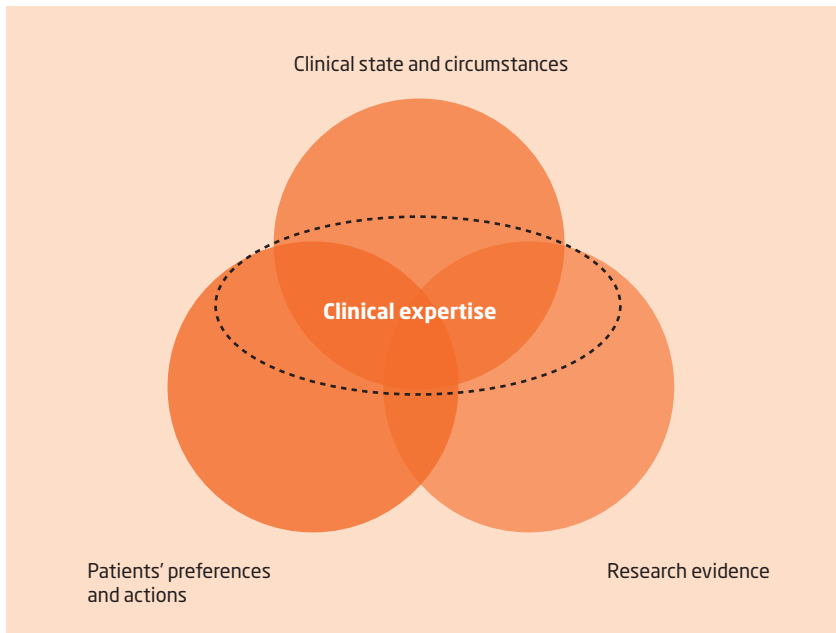 Clinical state and circumstances
Clinical expertise
Patients’ preferences
and actions
Research evidence